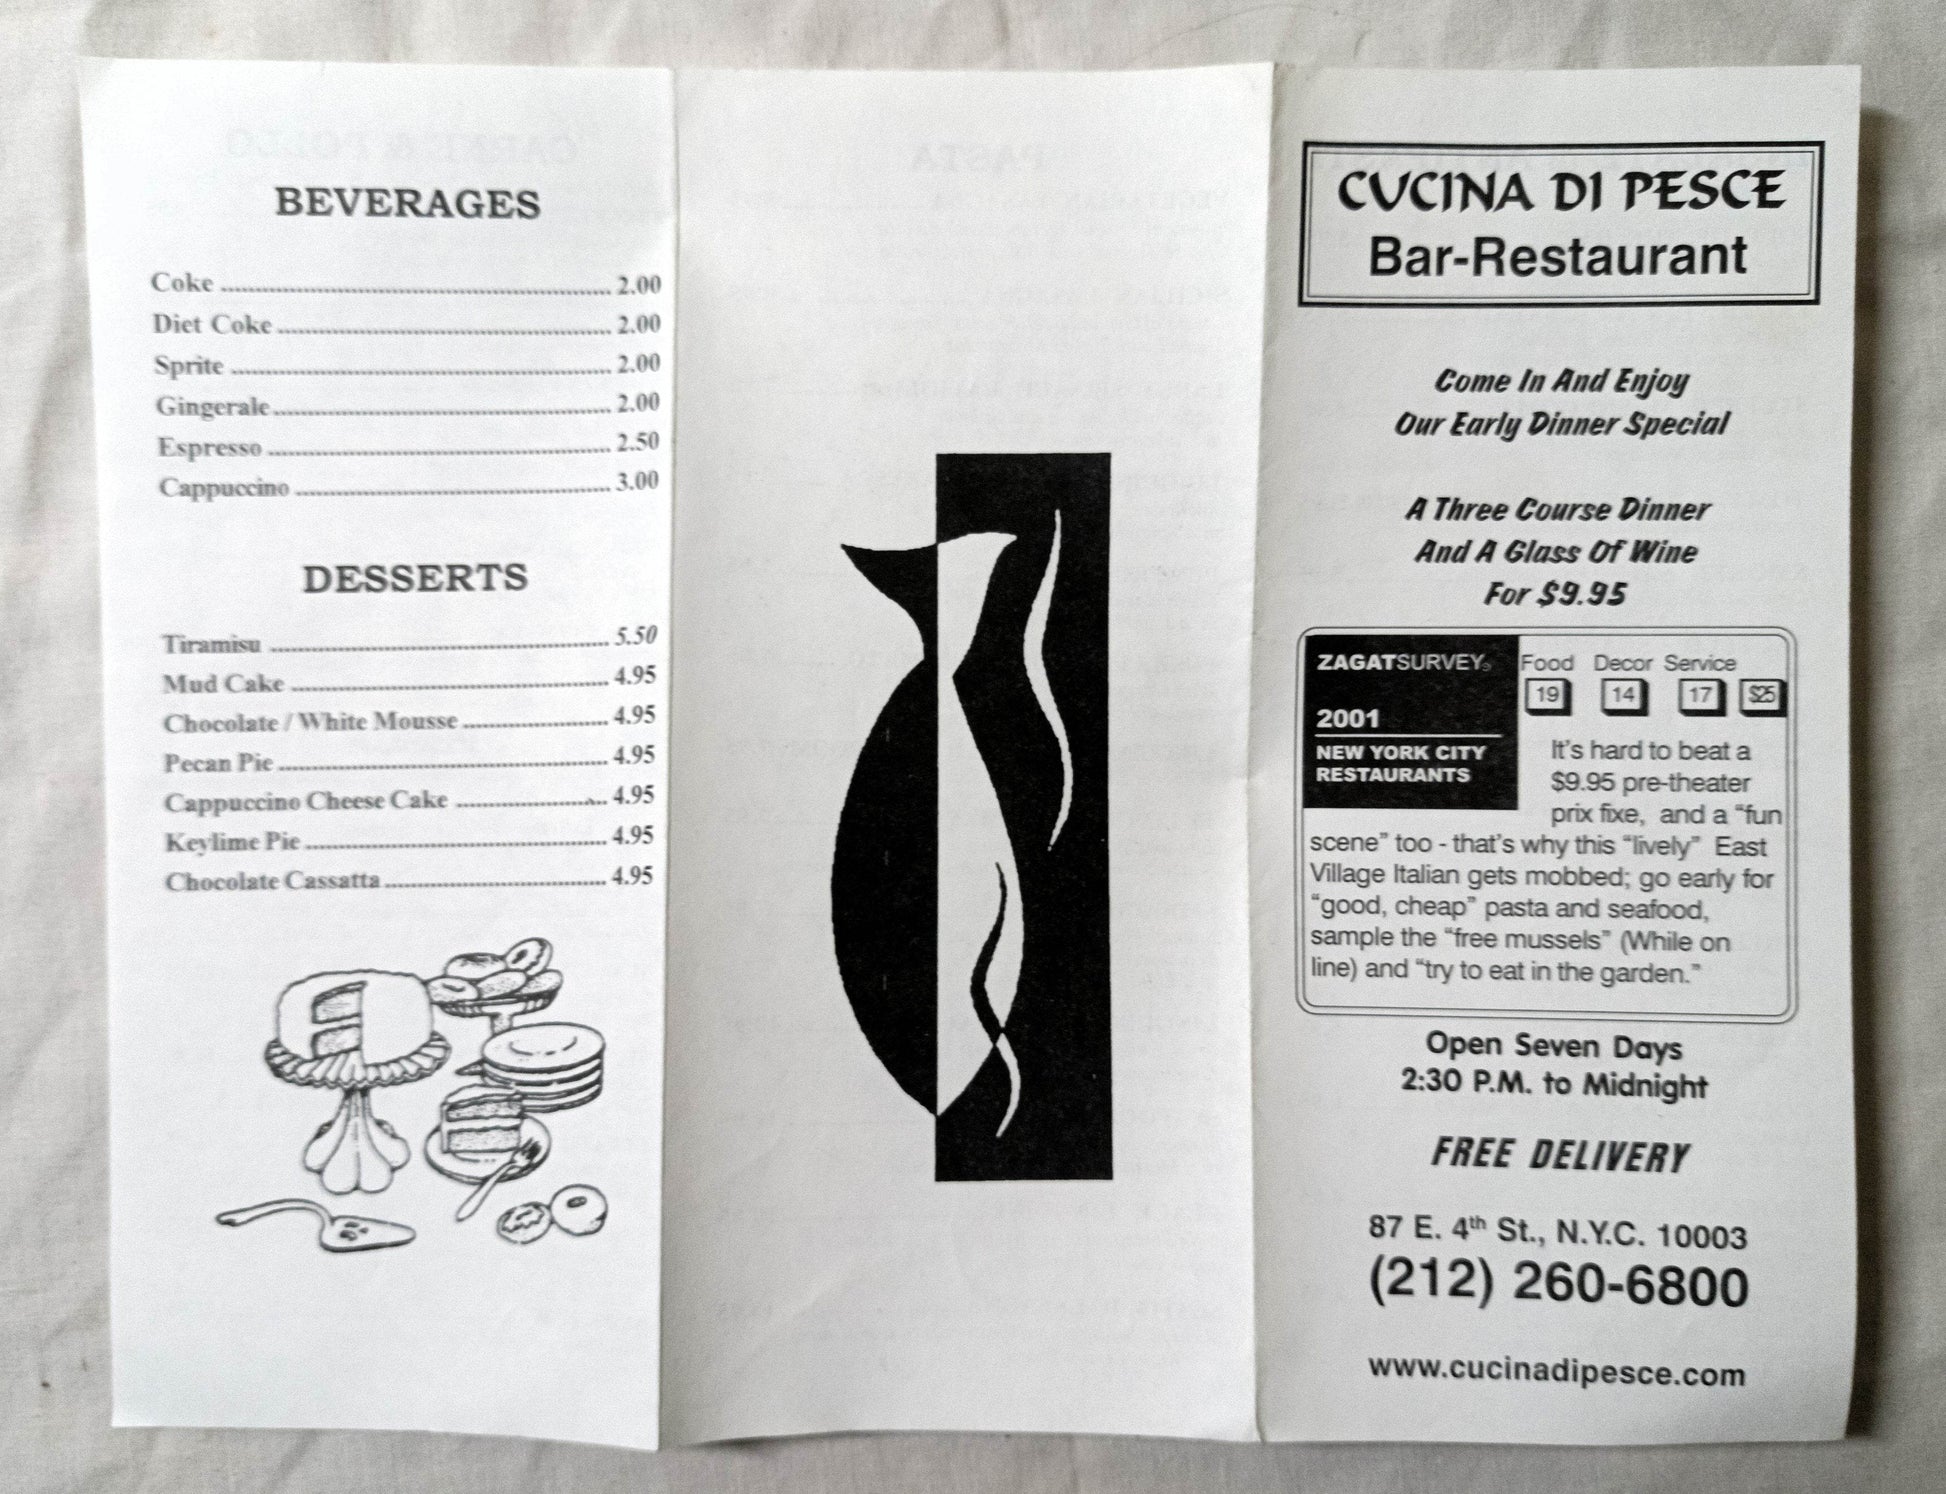 BEVERAGES
Coke 2.00
Diet Coke 2.00
Sprite 2.00
Gingerale 2.00
Espresso 2.50
Cappuccino 3.00
DESSERTS
Tiramisu 5.50
Mud Cake 4.95
Chocolate / White Mousse 4.95
Pecan Pie 4.95
Cappuccino Cheese Cake 4.95
Keylime Pie 4.95
Chocolate Cassatta 4.95
PASTA
CARNE & POLLO
CUCINA DI PESCE
Bar-Restaurant
Come In And Enjoy
Our Early Dinner Special
A Three Course Dinner
And A Glass Of Wine
For $9.95
ZAGATSURVEY®
2001
NEW YORK CITY
RESTAURANTS
Food Decor Service
19 14 17 $25
It's hard to beat a
$9.95 pre-theater
prix fixe, and a "fun
scene" too - that's why this "lively" East
Village Italian gets mobbed; go early for
"good, cheap" pasta and seafood,
sample the "free mussels" (While on
line) and "try to eat in the garden."
Open Seven Days
2:30 P.M. to Midnight
FREE DELIVERY
87 E. 4th St., N.Y.C. 10003
(212) 260-6800
www.cucinadipesce.com